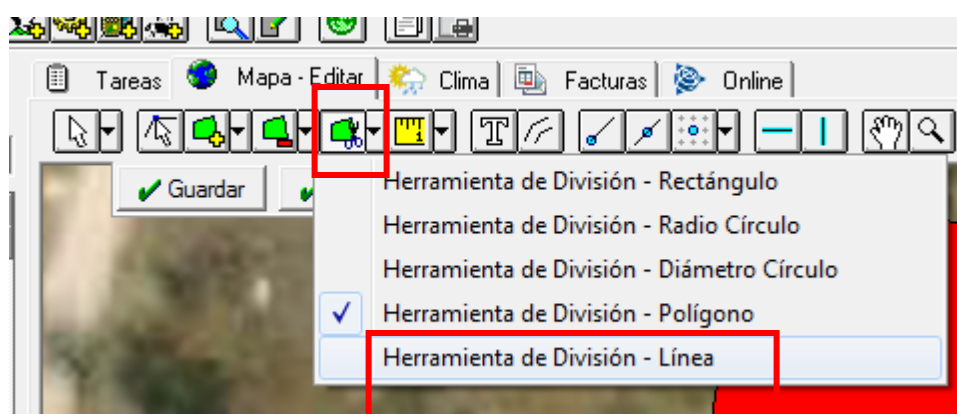 Tareas Mapa - Editar Clima Facturas Online
T
Guardar
Herramienta de División - Rectángulo
Herramienta de División - Radio Círculo
Herramienta de División - Diámetro Círculo
Herramienta de División - Polígono
Herramienta de División - Línea